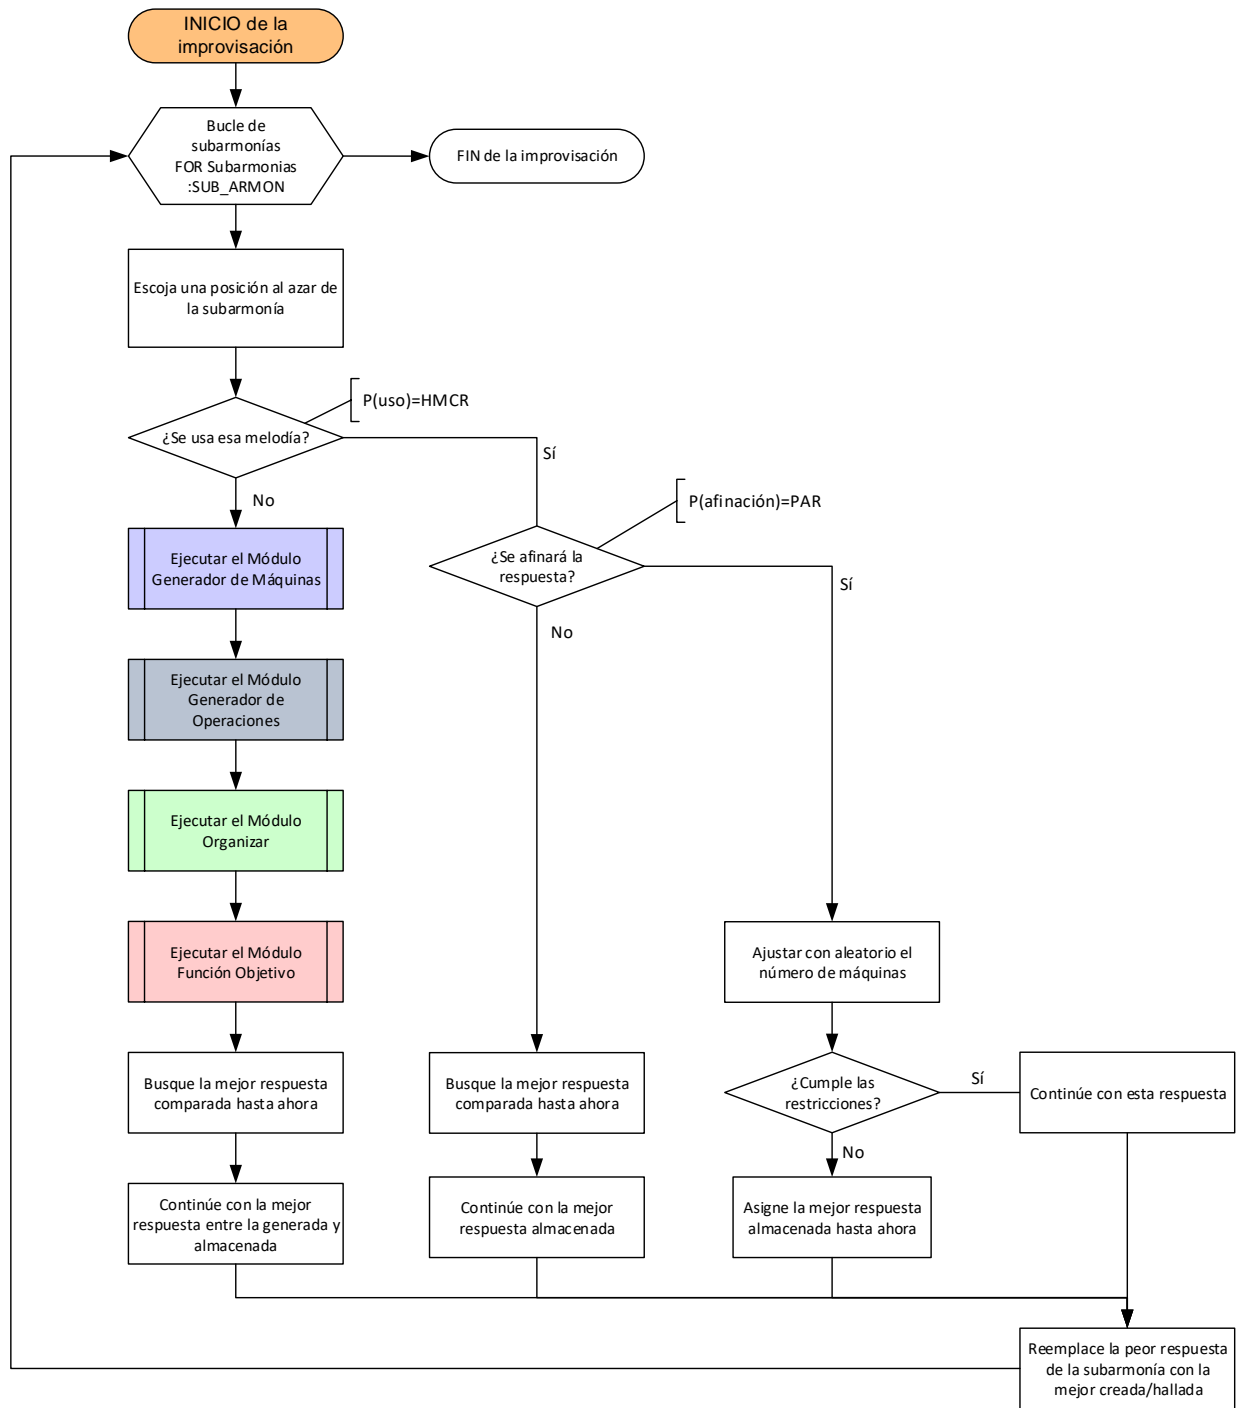 INICIO de la
improvisación
Bucle de
subarmonías
FOR Subarmonias
:SUB_ARMON
FIN de la improvisación
Escoja una posición al azar de
la subarmonía
P(uso)=HMCR
¿Se usa esa melodía?
Sí
No
P(afinación)=PAR
¿Se afinará la
respuesta?
Sí
No
Ejecutar el Módulo
Generador de Máquinas
Ejecutar el Módulo
Generador de
Operaciones
Ejecutar el Módulo
Organizar
Ejecutar el Módulo
Función Objetivo
Ajustar con aleatorio el
número de máquinas
Busque la mejor respuesta
comparada hasta ahora
Busque la mejor respuesta
comparada hasta ahora
¿Cumple las
restricciones?
Sí
Continúe con esta respuesta
No
Continúe con la mejor
respuesta entre la generada y
almacenada
Continúe con la mejor
respuesta almacenada
Asigne la mejor respuesta
almacenada hasta ahora
Reemplace la peor respuesta
de la subarmonía con la
mejor creada/hallada